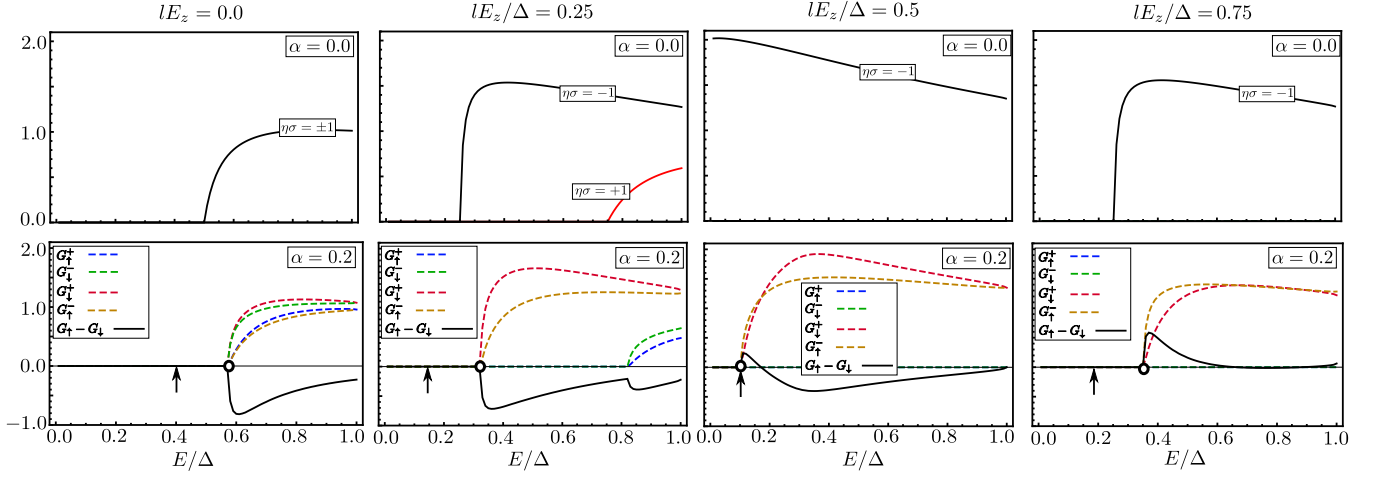 lE_z = 0.0
lE_z/Δ = 0.25
lE_z/Δ = 0.5
lE_z/Δ = 0.75
2.0
1.0
0.0
α = 0.0
ησ = ±1
α = 0.0
ησ = −1
ησ = +1
α = 0.0
ησ = −1
α = 0.0
ησ = −1
2.0
1.0
0.0
−1.0
G↑⁺
G↓⁻
G↓⁺
G↑⁻
G↑ − G↓
α = 0.2
G↑⁺
G↓⁻
G↓⁺
G↑⁻
G↑ − G↓
α = 0.2
α = 0.2
G↑⁺
G↓⁻
G↓⁺
G↑⁻
G↑ − G↓
G↑⁺
G↓⁻
G↓⁺
G↑⁻
G↑ − G↓
α = 0.2
0.0 0.2 0.4 0.6 0.8 1.0
0.0 0.2 0.4 0.6 0.8 1.0
0.0 0.2 0.4 0.6 0.8 1.0
0.0 0.2 0.4 0.6 0.8 1.0
E/Δ
E/Δ
E/Δ
E/Δ